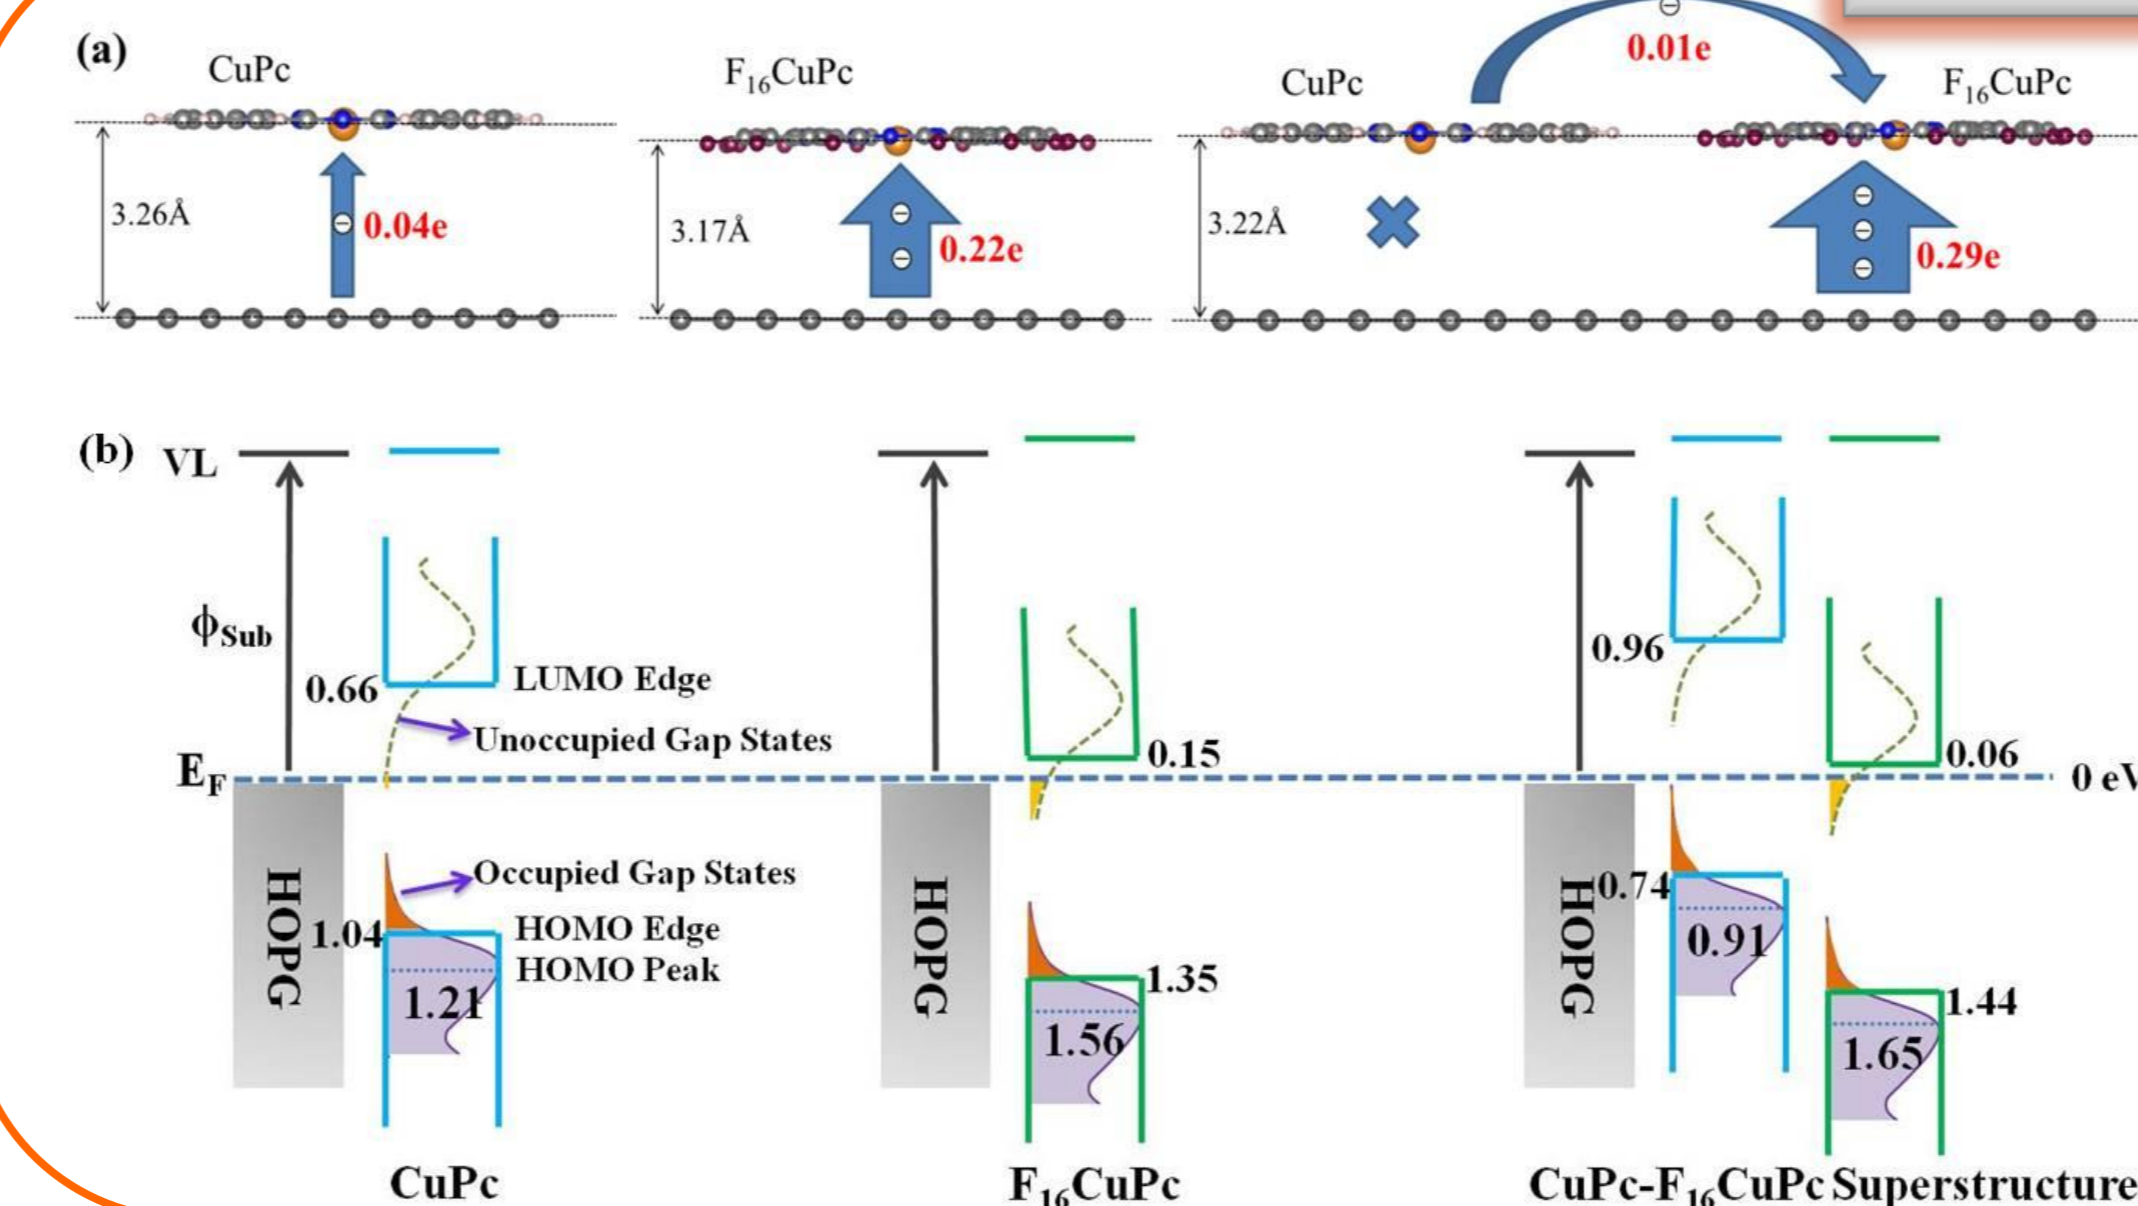 (a)
CuPc
3.26Å
0.04e
F₁₆CuPc
3.17Å
0.22e
CuPc
0.01e
F₁₆CuPc
3.22Å
0.29e
(b)
VL
ϕSub
0.66
LUMO Edge
Unoccupied Gap States
EF
Occupied Gap States
HOPG
1.04
HOMO Edge
HOMO Peak
1.21
CuPc
0.15
HOPG
1.35
1.56
F₁₆CuPc
0.96
0.06
0 eV
HOPG
0.74
0.91
1.44
1.65
CuPc-F₁₆CuPc Superstructure